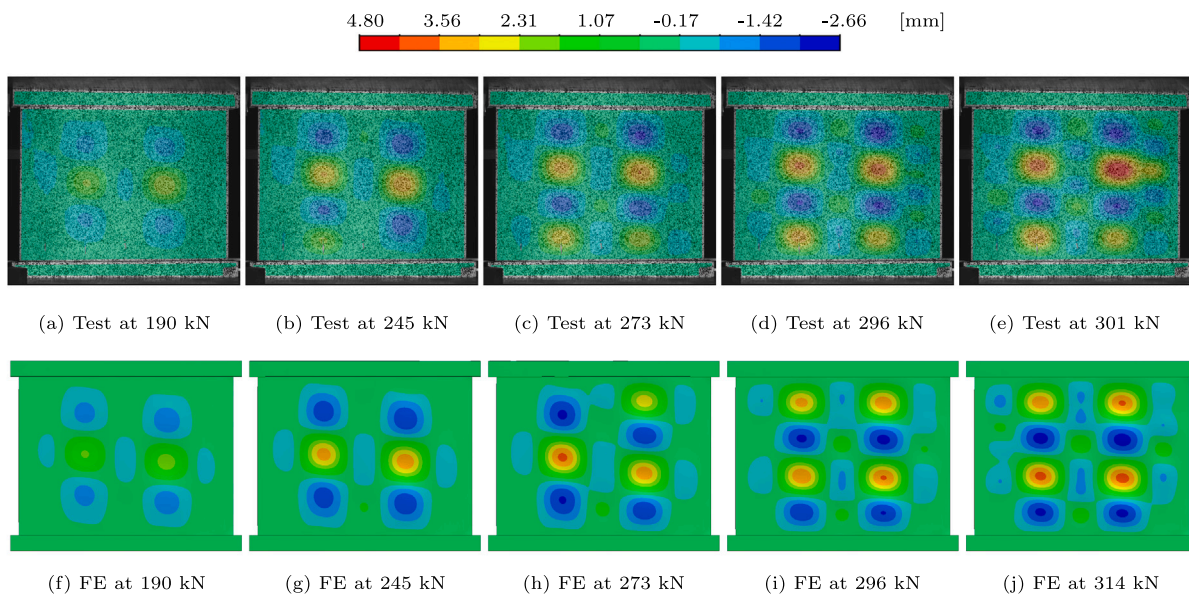 4.80 3.56 2.31 1.07 -0.17 -1.42 -2.66 [mm]
(a) Test at 190 kN (b) Test at 245 kN (c) Test at 273 kN (d) Test at 296 kN (e) Test at 301 kN
(f) FE at 190 kN (g) FE at 245 kN (h) FE at 273 kN (i) FE at 296 kN (j) FE at 314 kN